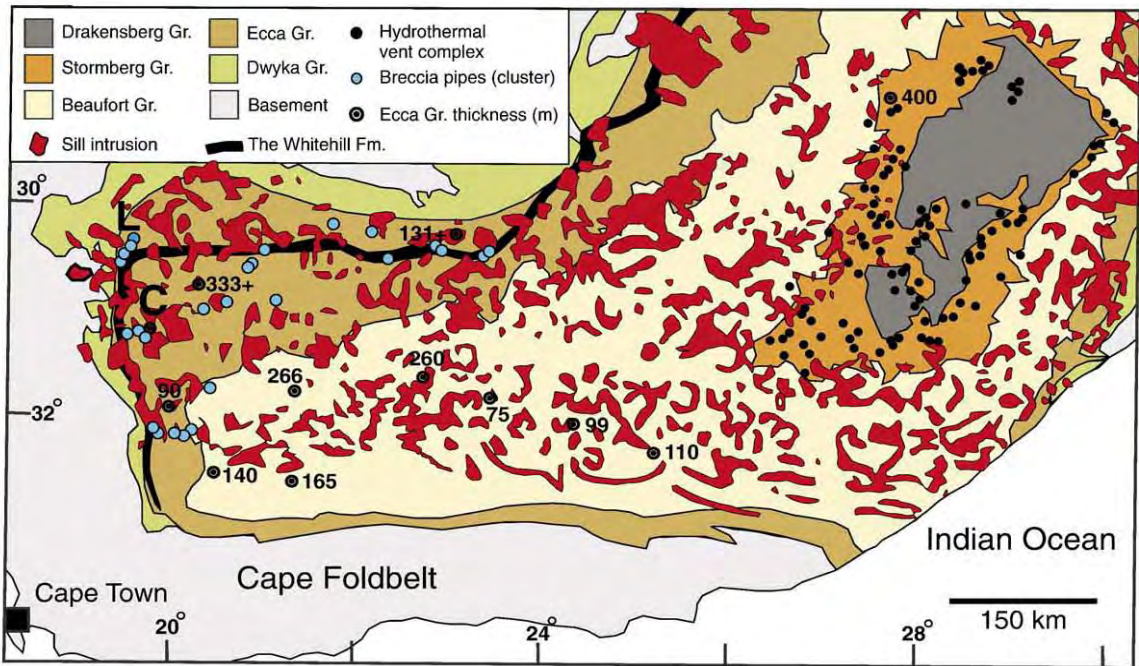 Drakensberg Gr.
Ecca Gr.
Hydrothermal
vent complex
Stormberg Gr.
Dwyka Gr.
Breccia pipes (cluster)
Beaufort Gr.
Basement
Ecca Gr. thickness (m)
Sill intrusion
The Whitehill Fm.
400
30°
L
131+
333+
C
260
266
90
32°
75
99
110
140
165
Indian Ocean
Cape Foldbelt
Cape Town
150 km
20°
24°
28°